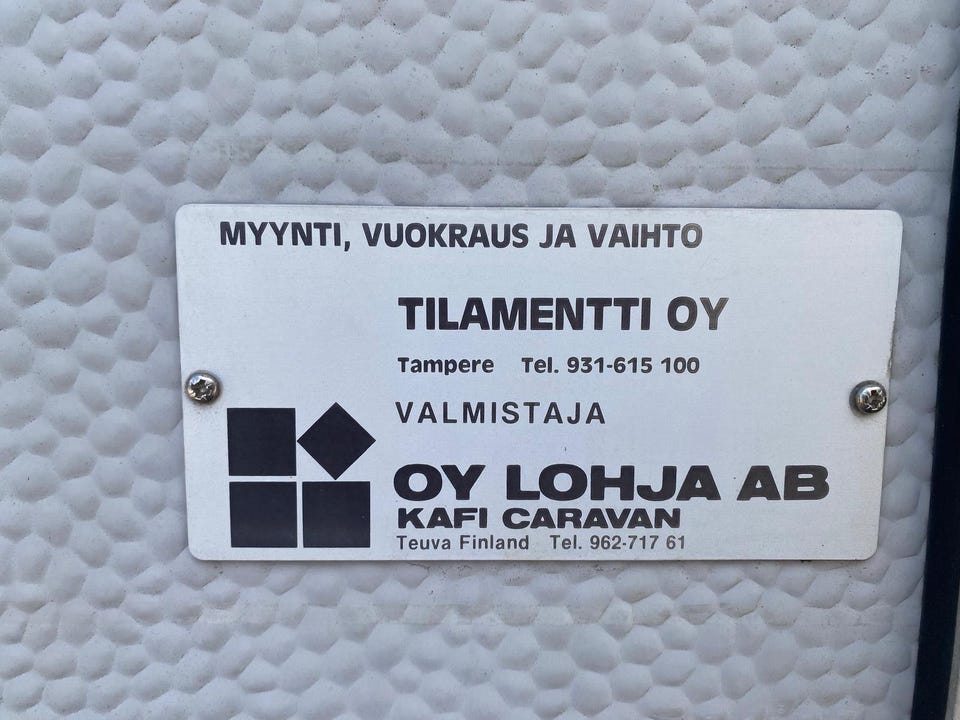 MYYNTI, VUOKRAUS JA VAIHTO
TILAMENTTI OY
Tampere Tel. 931-615 100
VALMISTAJA
OY LOHJA AB
KAFI CARAVAN
Teuva Finland Tel. 962-717 61